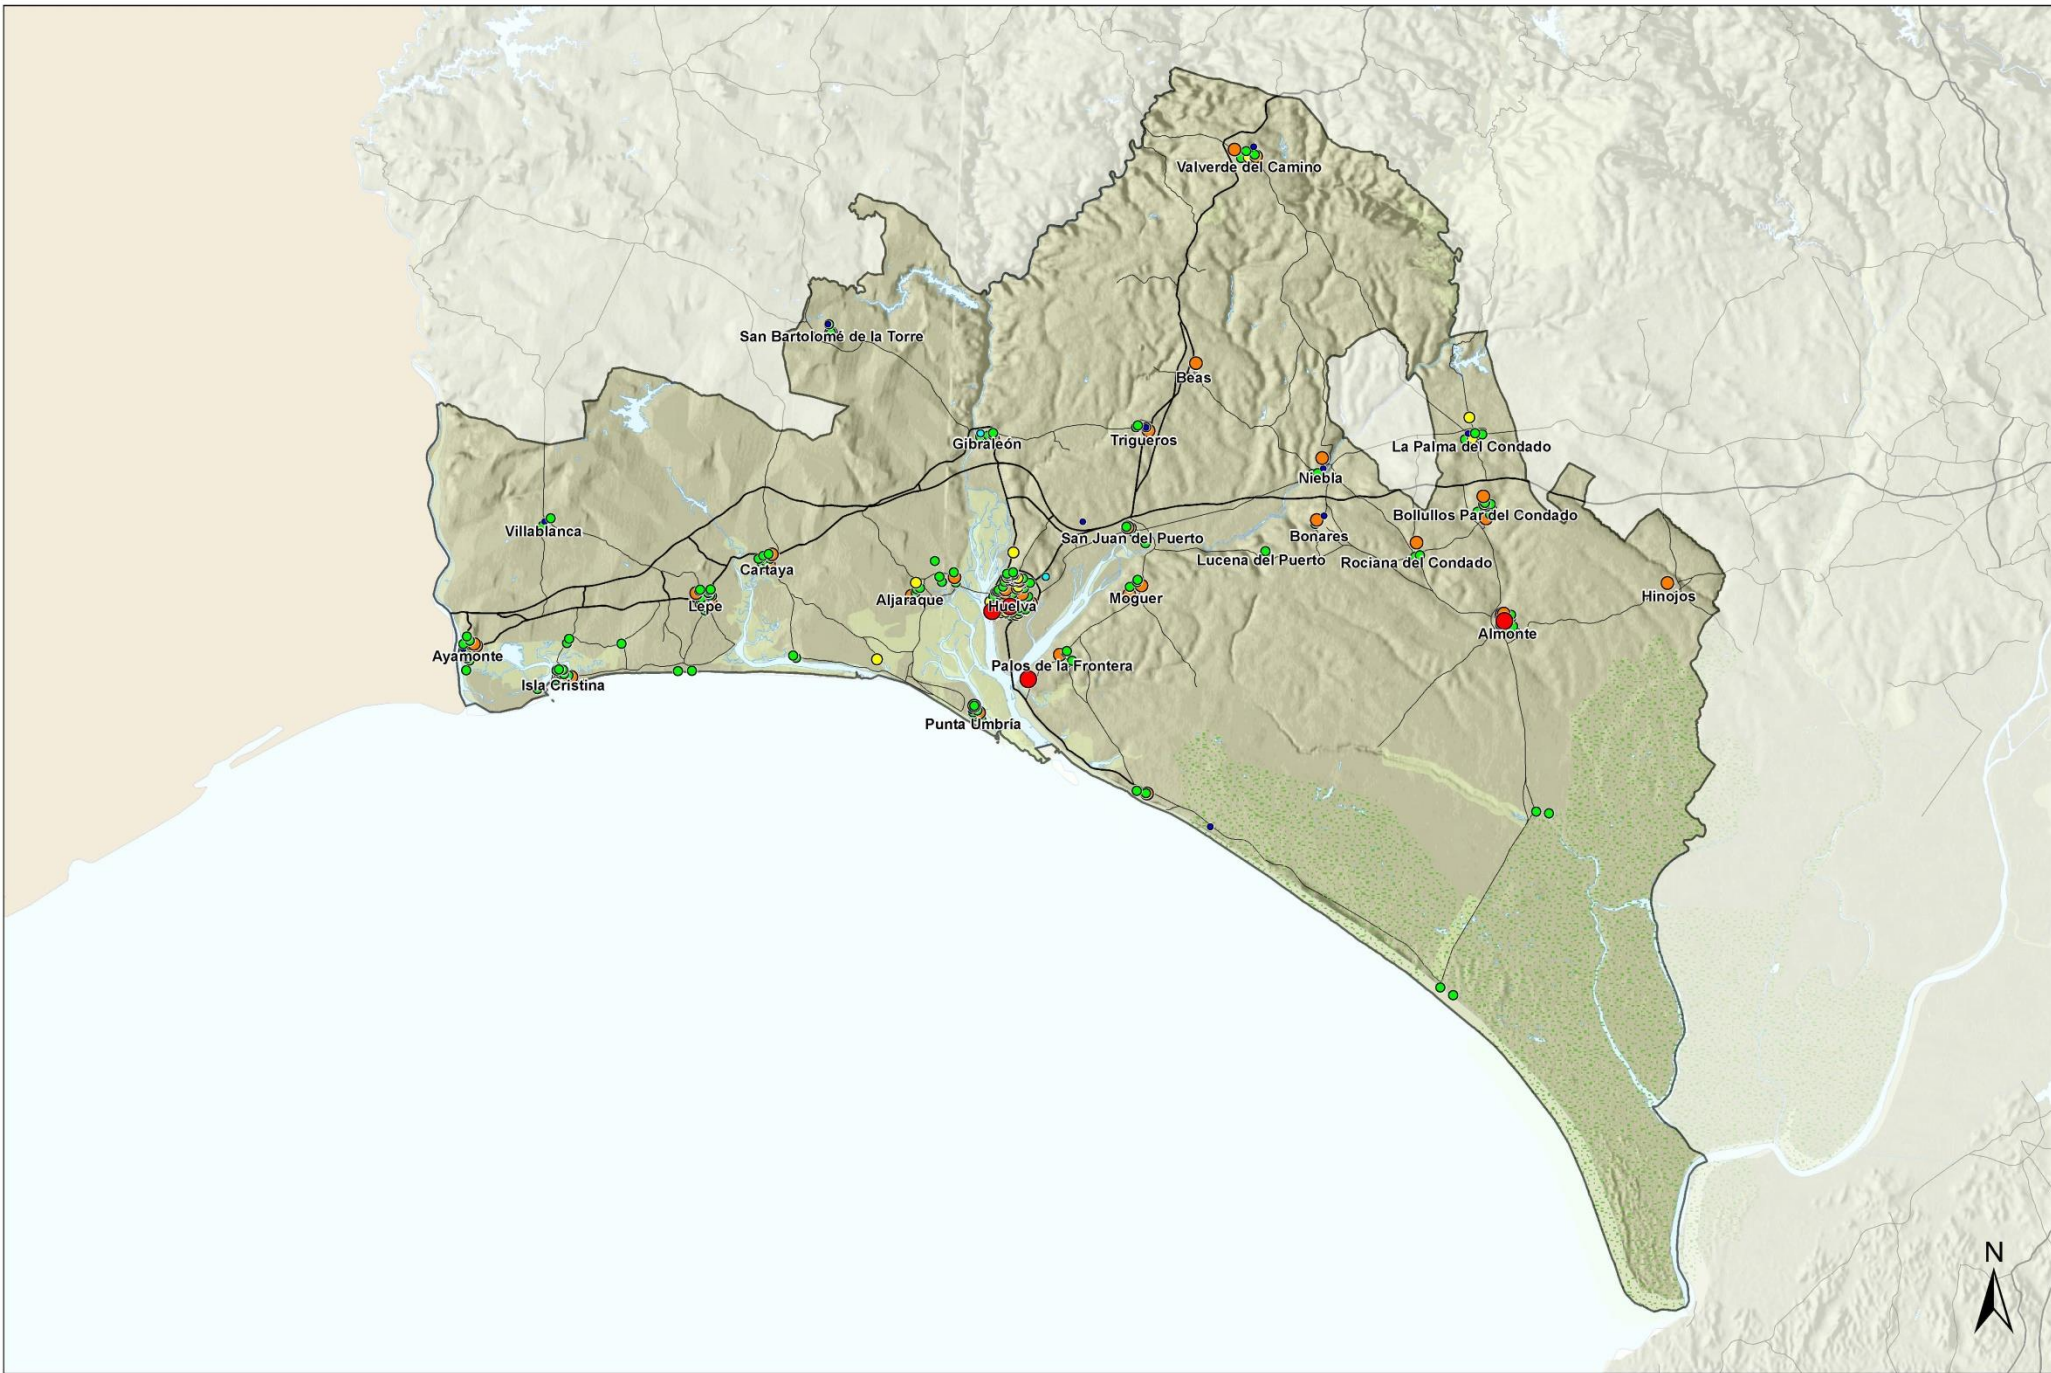 Valverde del Camino
San Bartolomé de la Torre
Beas
Gibraleón
Trigueros
La Palma del Condado
Niebla
Villablanca
San Juan del Puerto
Bonares
Bollullos Par del Condado
Lucena del Puerto
Rociana del Condado
Cartaya
Lepe
Aljaraque
Huelva
Moguer
Hinojos
Almonte
Ayamonte
Isla Cristina
Palos de la Frontera
Punta Umbría
N